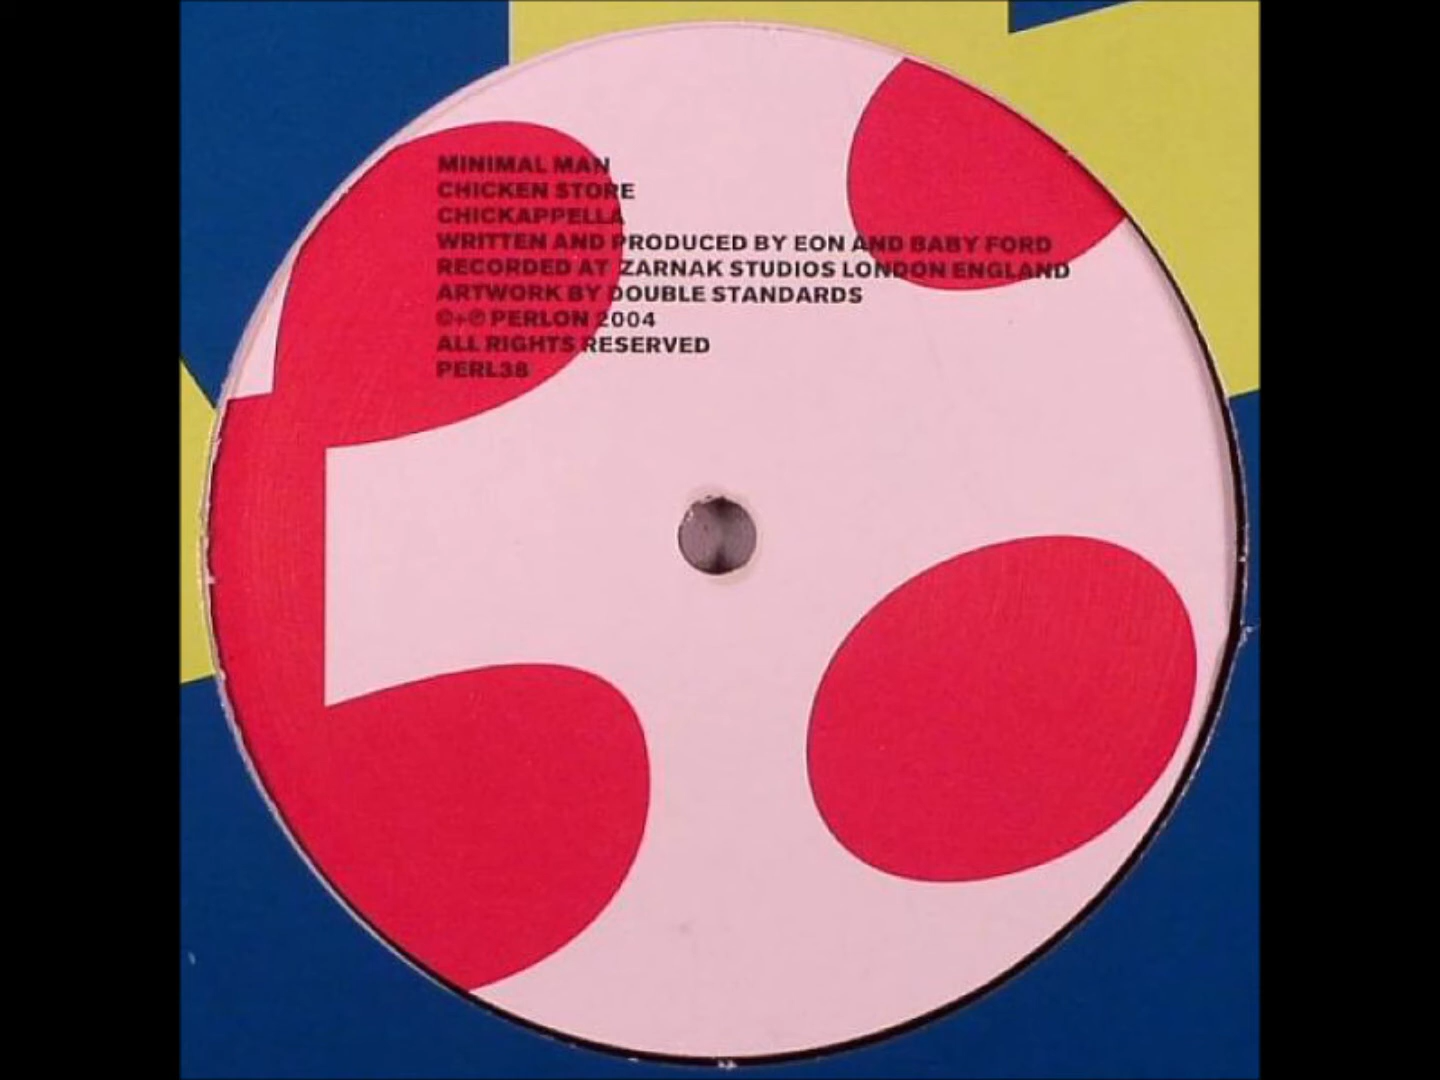 MINIMAL MAN
CHICKEN STORE
CHICKAPPELLA
WRITTEN AND PRODUCED BY EON AND BABY FORD
RECORDED AT ZARNAK STUDIOS LONDON ENGLAND
ARTWORK BY DOUBLE STANDARDS
©+℗ PERLON 2004
ALL RIGHTS RESERVED
PERL38